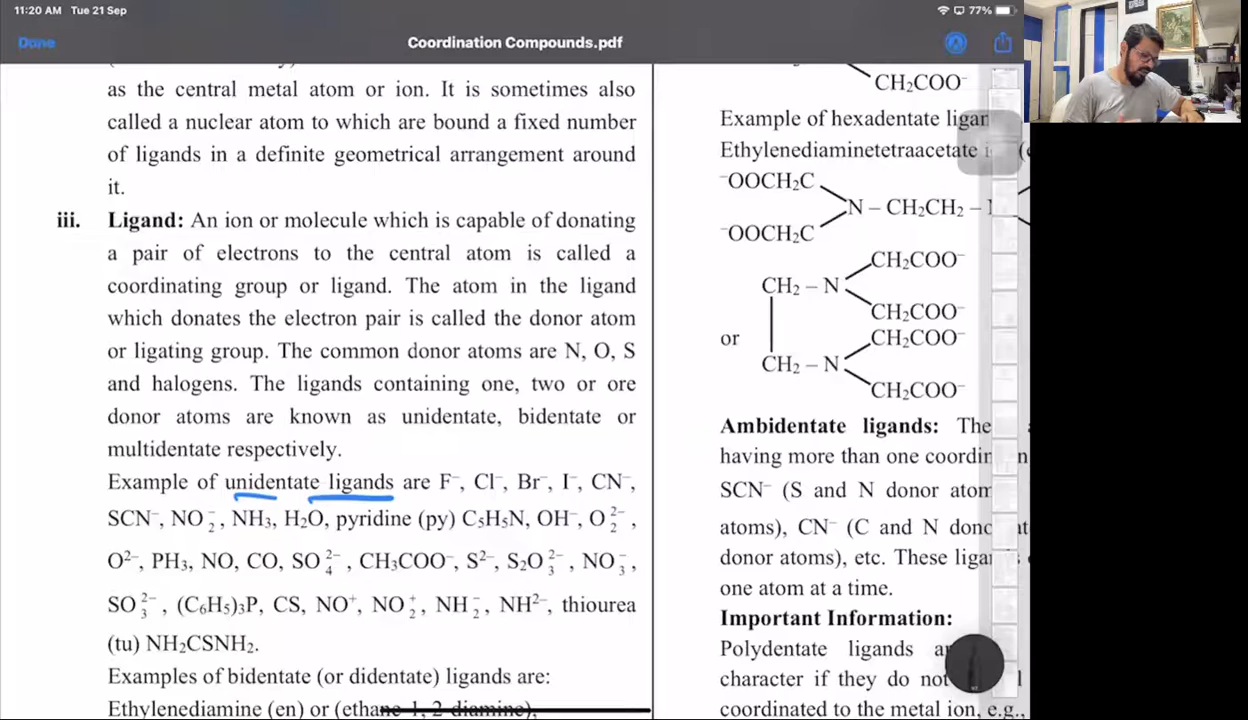 11:20 AM Tue 21 Sep
77%
Done
Coordination Compounds.pdf
as the central metal atom or ion. It is sometimes also
called a nuclear atom to which are bound a fixed number
of ligands in a definite geometrical arrangement around
it.
iii. Ligand: An ion or molecule which is capable of donating
a pair of electrons to the central atom is called a
coordinating group or ligand. The atom in the ligand
which donates the electron pair is called the donor atom
or ligating group. The common donor atoms are N, O, S
and halogens. The ligands containing one, two or ore
donor atoms are known as unidentate, bidentate or
multidentate respectively.
Example of unidentate ligands are F⁻, Cl⁻, Br⁻, I⁻, CN⁻,
SCN⁻, NO₂⁻, NH₃, H₂O, pyridine (py) C₅H₅N, OH⁻, O₂²⁻,
O²⁻, PH₃, NO, CO, SO₄²⁻, CH₃COO⁻, S²⁻, S₂O₃²⁻, NO₃⁻,
SO₃²⁻, (C₆H₅)₃P, CS, NO⁺, NO₂⁺, NH₂⁻, NH²⁻, thiourea
(tu) NH₂CSNH₂.
Examples of bidentate (or didentate) ligands are:
Ethylenediamine (en) or (ethane-1, 2-diamine),
CH₂COO⁻
Example of hexadentate
Ethylenediaminetetraacetate
⁻OOCH₂C
N – CH₂CH₂ –
⁻OOCH₂C
CH₂COO⁻
CH₂ – N
CH₂COO⁻
or
CH₂COO⁻
CH₂ – N
CH₂COO⁻
Ambidentate ligands: The
having more than one
SCN⁻ (S and N donor
atoms), CN⁻ (C and N
donor atoms), etc. These
one atom at a time.
Important Information:
Polydentate ligands
character if they do not
coordinated to the metal ion, e.g.,